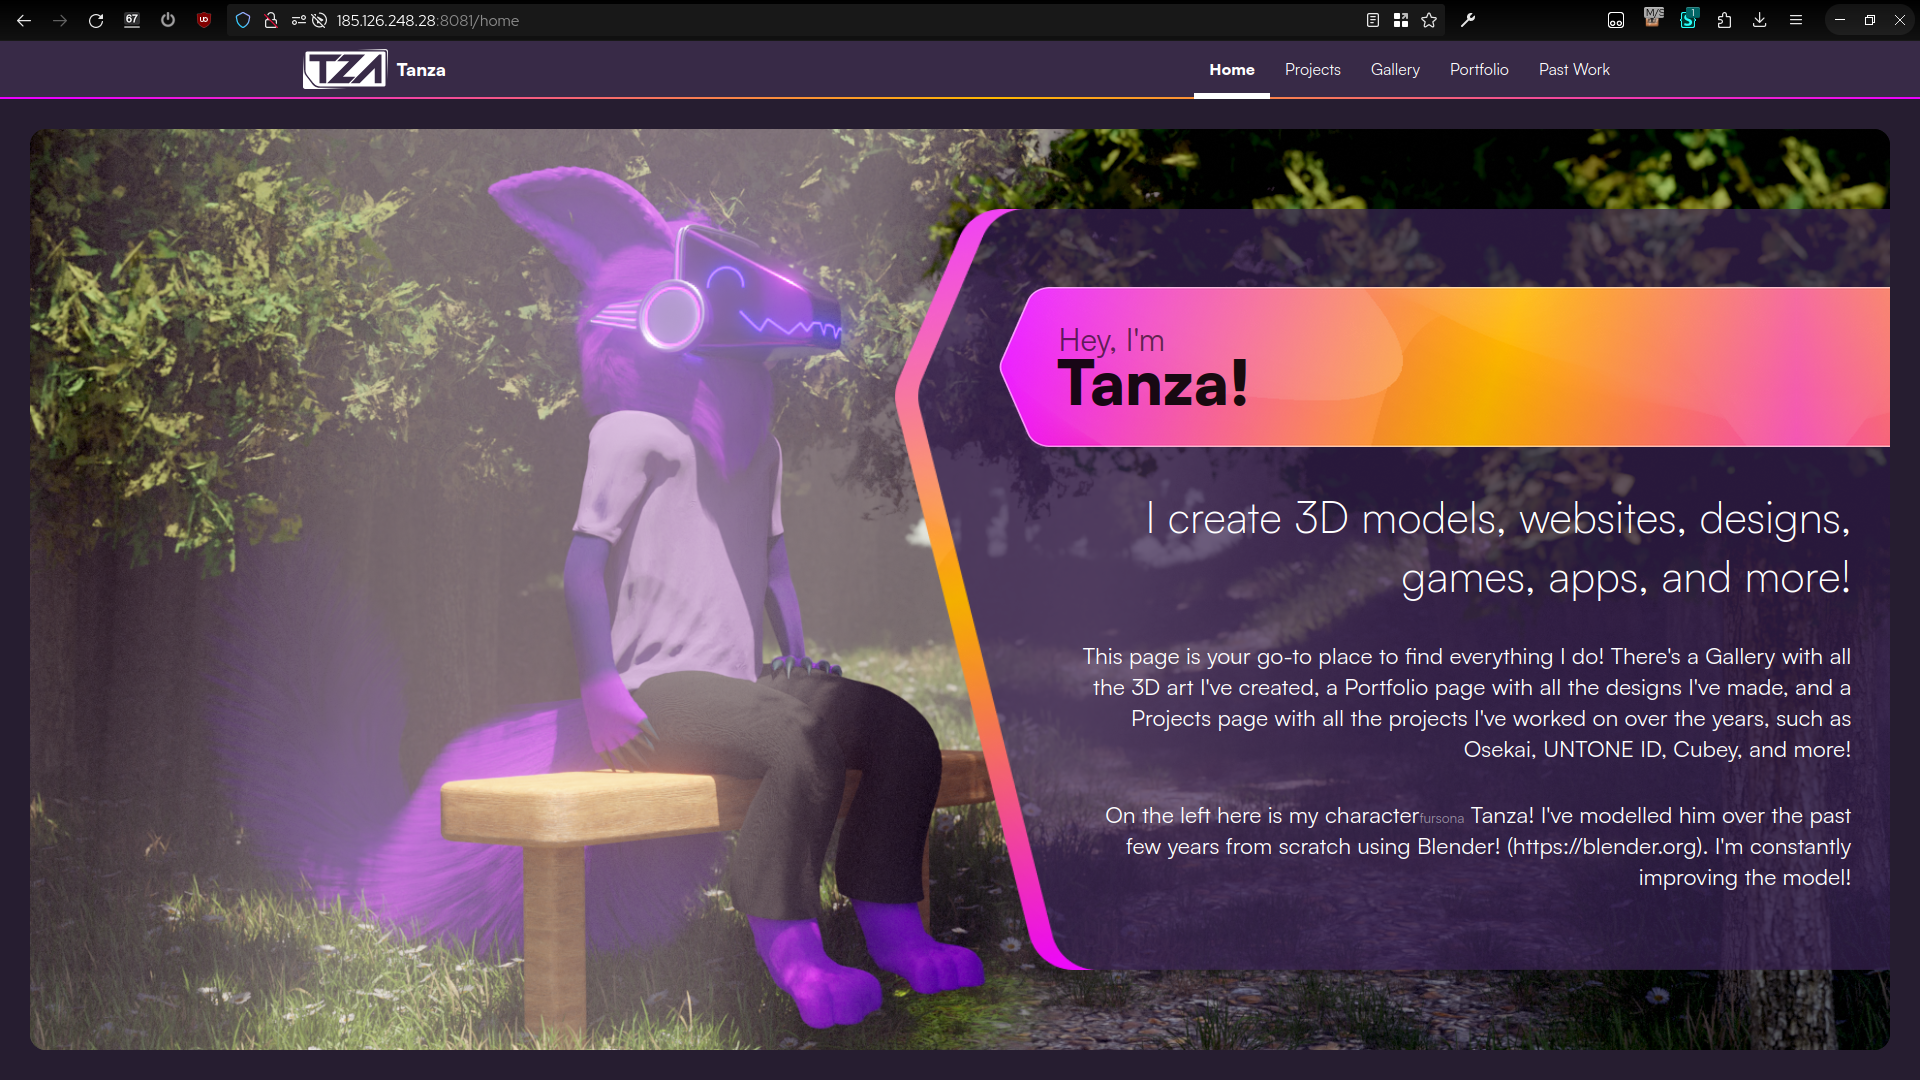 67
185.126.248.28:8081/home
M/S
1
TZA Tanza
Home Projects Gallery Portfolio Past Work
Hey, I'm
Tanza!
I create 3D models, websites, designs,
games, apps, and more!
This page is your go-to place to find everything I do! There's a Gallery with all
the 3D art I've created, a Portfolio page with all the designs I've made, and a
Projects page with all the projects I've worked on over the years, such as
Osekai, UNTONE ID, Cubey, and more!
On the left here is my characterfursona Tanza! I've modelled him over the past
few years from scratch using Blender! (https://blender.org). I'm constantly
improving the model!